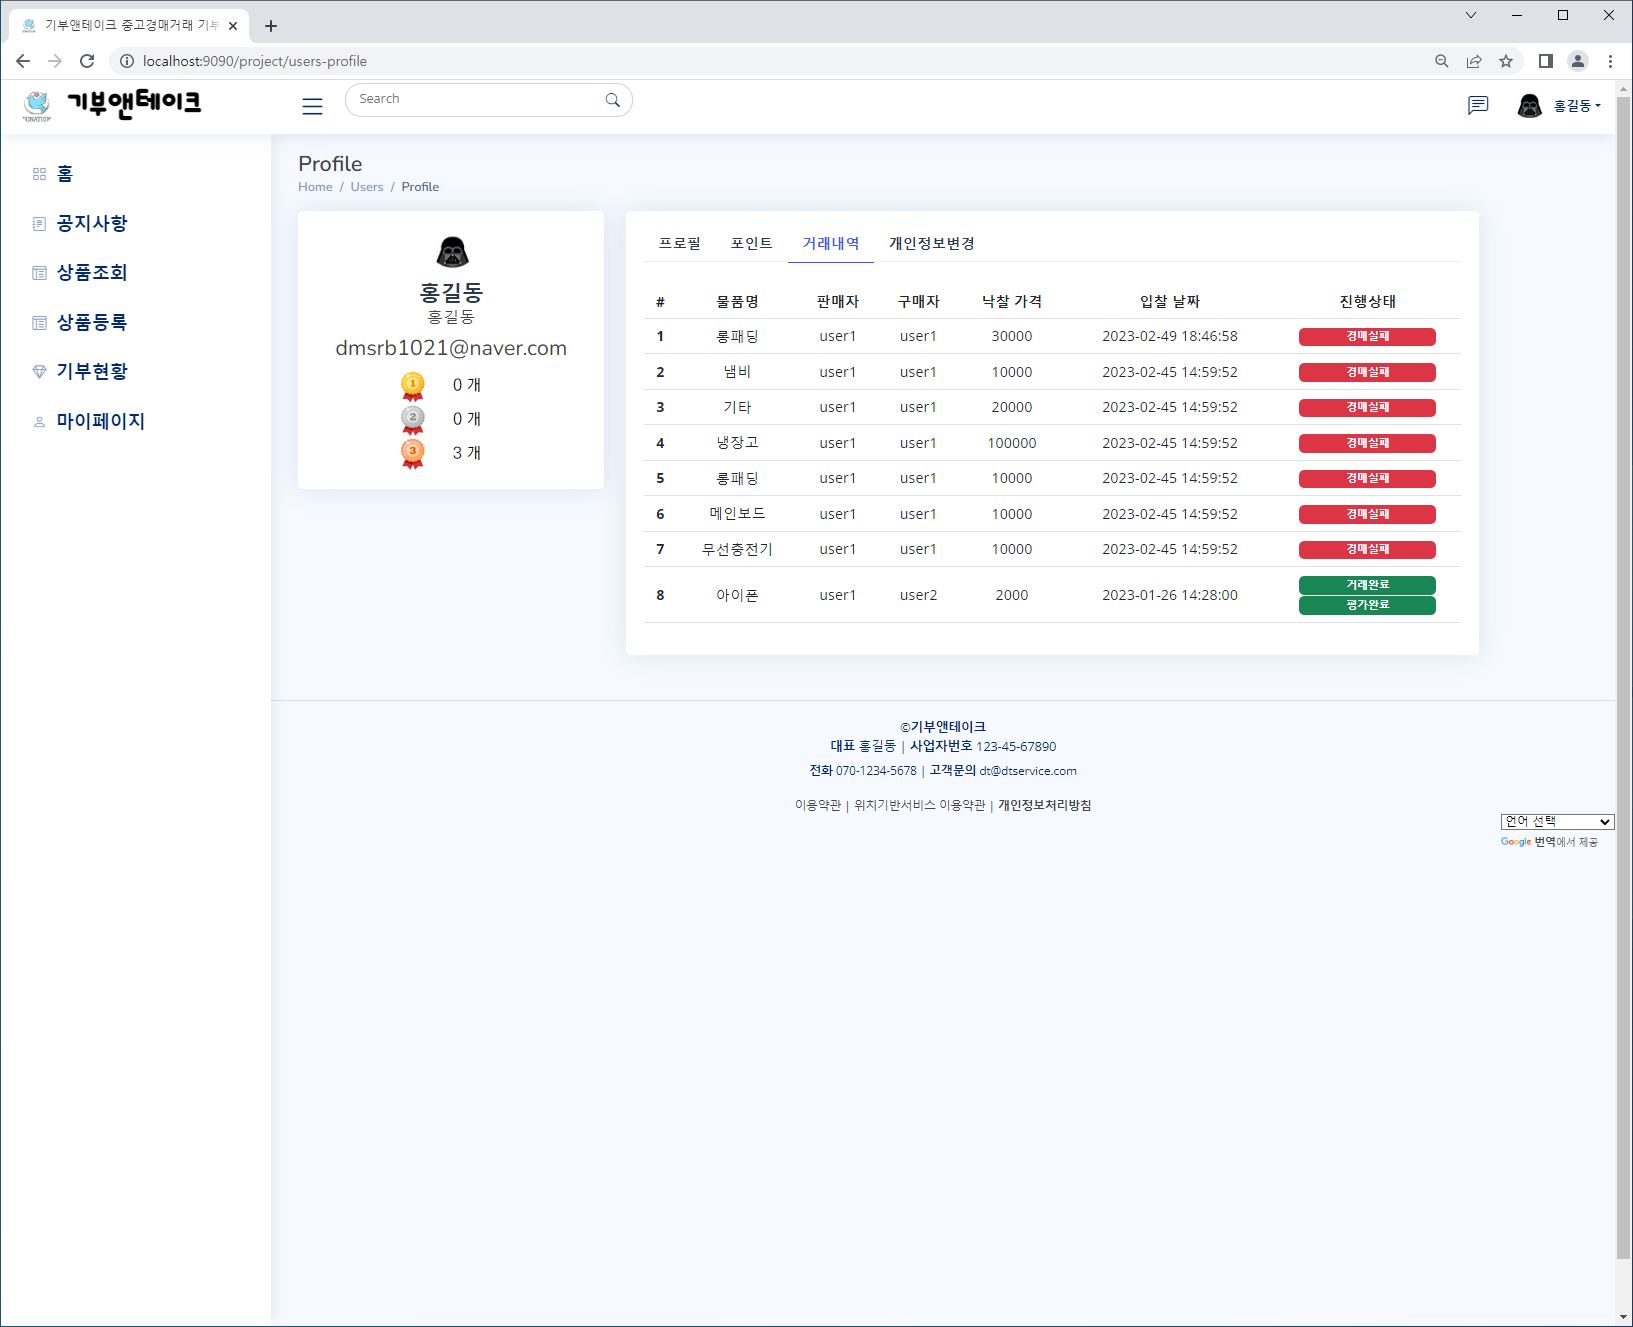 기부앤테이크 중고경매거래 기부
localhost:9090/project/users-profile
기부앤테이크
Search
홍길동
홈
공지사항
상품조회
상품등록
기부현황
마이페이지
Profile
Home / Users / Profile
홍길동
홍길동
dmsrb1021@naver.com
1 0 개
2 0 개
3 3 개
프로필 포인트 거래내역 개인정보변경
# 물품명 판매자 구매자 낙찰 가격 입찰 날짜 진행상태
1 롱패딩 user1 user1 30000 2023-02-49 18:46:58 경매실패
2 냄비 user1 user1 10000 2023-02-45 14:59:52 경매실패
3 기타 user1 user1 20000 2023-02-45 14:59:52 경매실패
4 냉장고 user1 user1 100000 2023-02-45 14:59:52 경매실패
5 롱패딩 user1 user1 10000 2023-02-45 14:59:52 경매실패
6 메인보드 user1 user1 10000 2023-02-45 14:59:52 경매실패
7 무선충전기 user1 user1 10000 2023-02-45 14:59:52 경매실패
8 아이폰 user1 user2 2000 2023-01-26 14:28:00 거래완료
평가완료
©기부앤테이크
대표 홍길동 | 사업자번호 123-45-67890
전화 070-1234-5678 | 고객문의 dt@dtservice.com
이용약관 | 위치기반서비스 이용약관 | 개인정보처리방침
언어 선택
Google 번역에서 제공